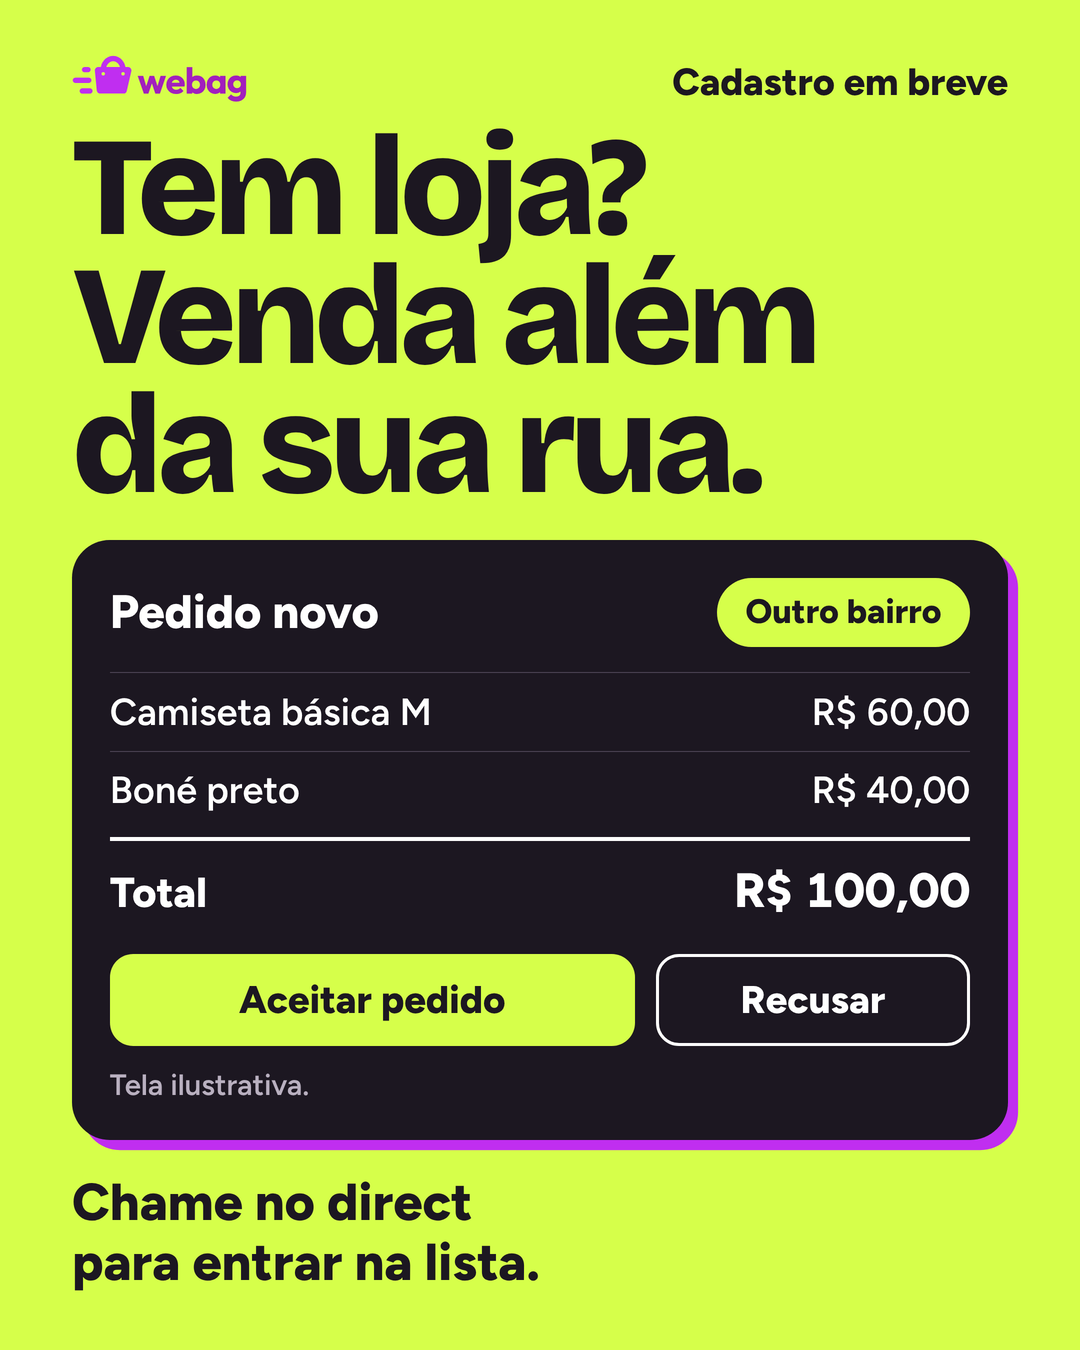 webag
Cadastro em breve
Tem loja?
Venda além
da sua rua.
Pedido novo
Outro bairro
Camiseta básica M
R$ 60,00
Boné preto
R$ 40,00
Total
R$ 100,00
Aceitar pedido
Recusar
Tela ilustrativa.
Chame no direct
para entrar na lista.